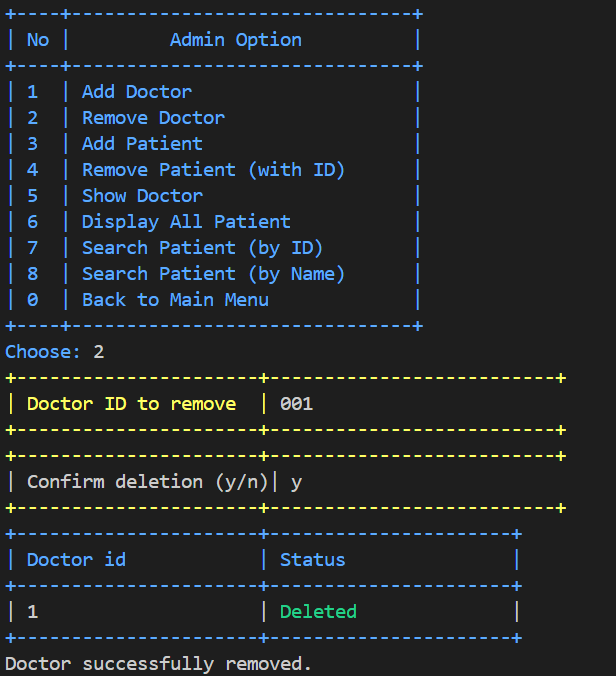 +----+-------------------------------+
| No |         Admin Option          |
+----+-------------------------------+
| 1  | Add Doctor                    |
| 2  | Remove Doctor                 |
| 3  | Add Patient                   |
| 4  | Remove Patient (with ID)      |
| 5  | Show Doctor                   |
| 6  | Display All Patient           |
| 7  | Search Patient (by ID)        |
| 8  | Search Patient (by Name)      |
| 0  | Back to Main Menu             |
+----+-------------------------------+
Choose: 2
+----------------------+--------------------------+
| Doctor ID to remove  | 001
+----------------------+--------------------------+
+----------------------+--------------------------+
| Confirm deletion (y/n)| y
+----------------------+--------------------------+
+----------------------+----------------------+
| Doctor id            | Status               |
+----------------------+----------------------+
| 1                    | Deleted              |
+----------------------+----------------------+
Doctor successfully removed.